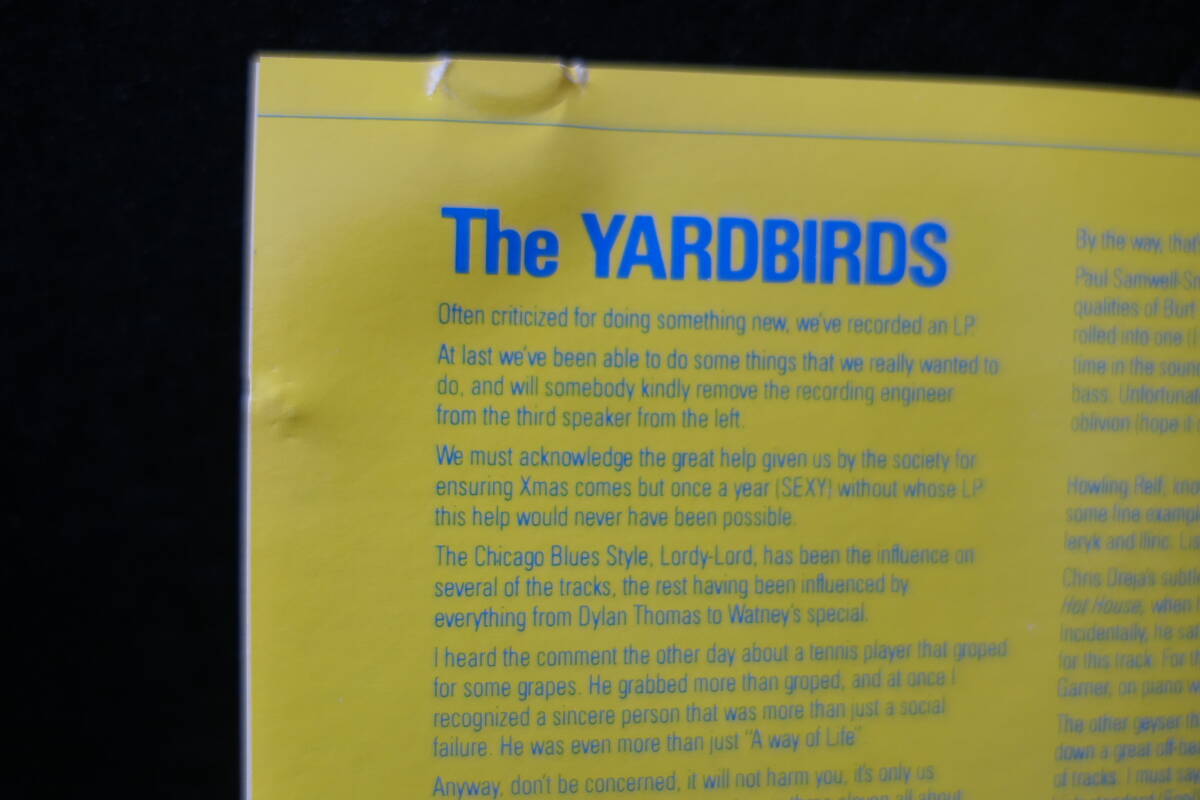 The YARDBIRDS
Often criticized for doing something new, we've recorded an LP.
At last we've been able to do some things that we really wanted to
do, and will somebody kindly remove the recording engineer
from the third speaker from the left.
We must acknowledge the great help given us by the society for
ensuring Xmas comes but once a year (SEXY) without whose LP
this help would never have been possible.
The Chicago Blues Style, Lordy-Lord, has been the influence on
several of the tracks, the rest having been influenced by
everything from Dylan Thomas to Watney's special.
I heard the comment the other day about a tennis player that groped
for some grapes. He grabbed more than groped, and at once I
recognized a sincere person that was more than just a social
failure. He was even more than just "A way of Life"
Anyway, don't be concerned, it will not harm you, it's only us
By the way, that'
Paul Samwell-Sm
qualities of Burt
rolled into one (I
time in the soun
bass. Unfortunat
oblivion (hope it
Howling Relf, kno
some fine exampl
leryk and Ilinc. Lis
Chris Dreja's subtl
Hot House, when
Incidentally, he sa
for this track. For th
Garner, on piano w
The other geyser th
down a great off-bea
of tracks. I must say